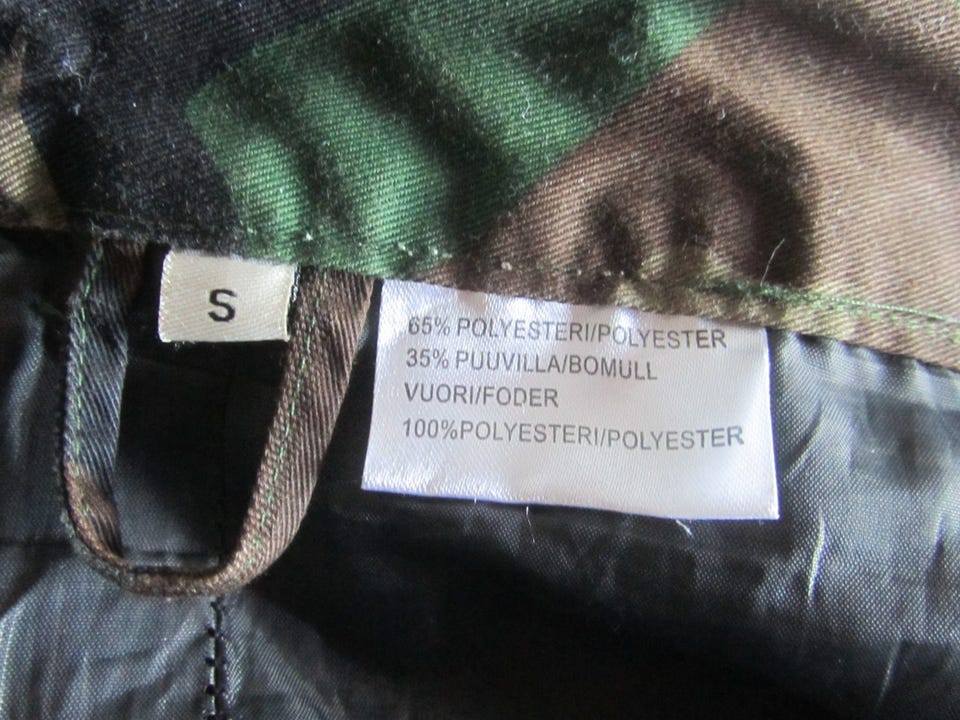 S
65% POLYESTERI/POLYESTER
35% PUUVILLA/BOMULL
VUORI/FODER
100%POLYESTERI/POLYESTER